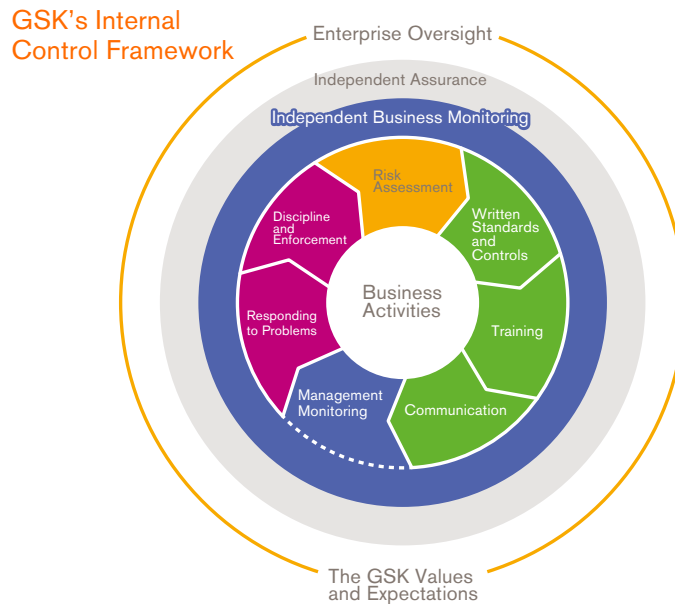 GSK's Internal
Control Framework
Enterprise Oversight
Independent Assurance
Independent Business Monitoring
Risk
Assessment
Written
Standards
and
Controls
Training
Communication
Management
Monitoring
Responding
to Problems
Discipline
and
Enforcement
Business
Activities
The GSK Values
and Expectations